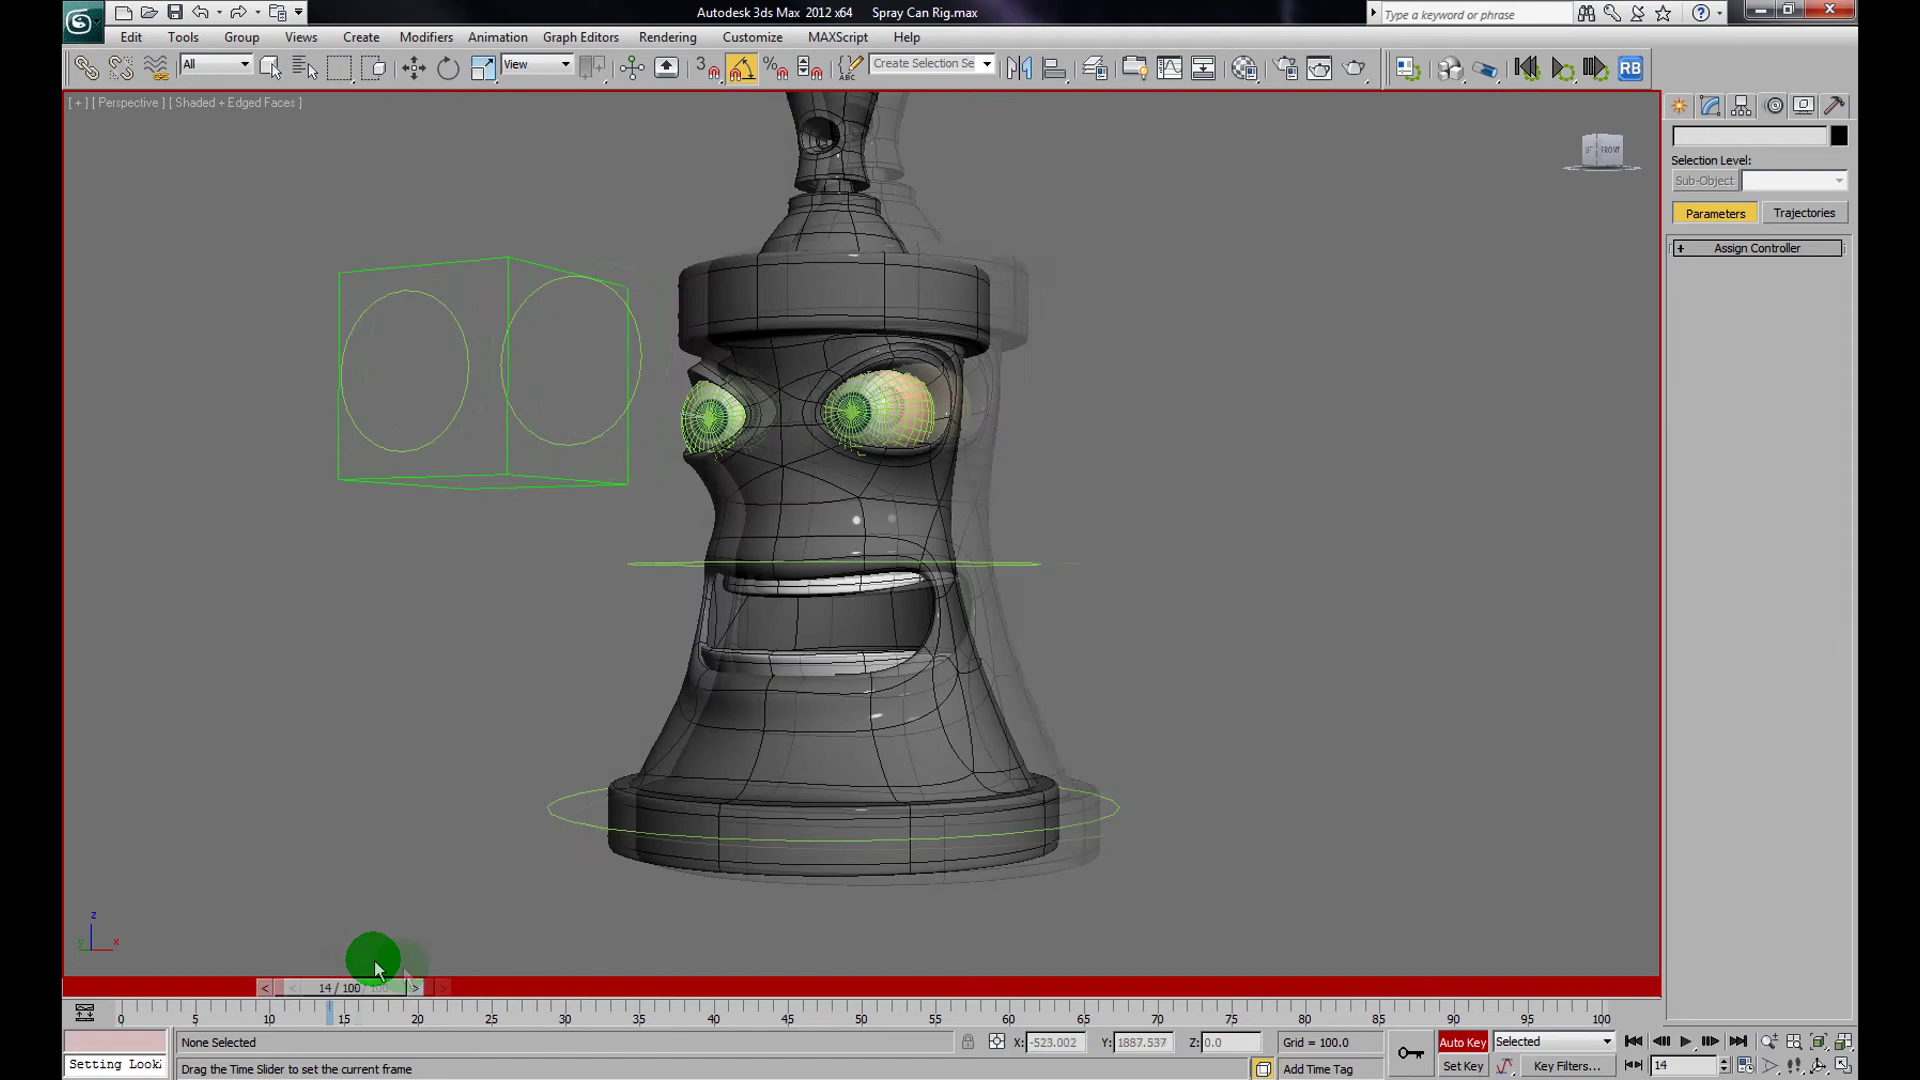 Autodesk 3ds Max 2012 x64 Spray Can Rig.max
Type a keyword or phrase
Edit Tools Group Views Create Modifiers Animation Graph Editors Rendering Customize MAXScript Help
All View 3 Create Selection Se RB
[ + ] [ Perspective ] [ Shaded + Edged Faces ]
FRONT
Selection Level:
Sub-Object
Parameters Trajectories
+ Assign Controller
z
y x
< 14 / 100 >
0 5 10 15 20 25 30 35 40 45 50 55 60 65 70 75 80 85 90 95 100
None Selected X: -523.002 Y: 1887.537 Z: 0.0 Grid = 100.0 Auto Key Selected
Setting Look Drag the Time Slider to set the current frame Add Time Tag Set Key Key Filters... 14